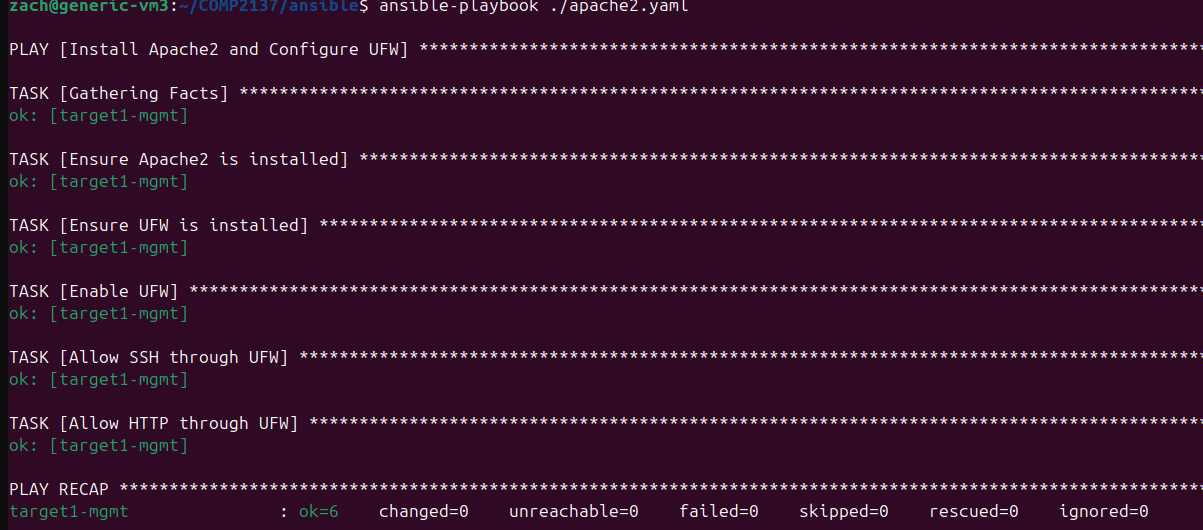 zach@generic-vm3:~/COMP2137/ansible$ ansible-playbook ./apache2.yaml
PLAY [Install Apache2 and Configure UFW] *******************************************************************************
TASK [Gathering Facts] *************************************************************************************************
ok: [target1-mgmt]
TASK [Ensure Apache2 is installed] *************************************************************************************
ok: [target1-mgmt]
TASK [Ensure UFW is installed] *****************************************************************************************
ok: [target1-mgmt]
TASK [Enable UFW] ******************************************************************************************************
ok: [target1-mgmt]
TASK [Allow SSH through UFW] *******************************************************************************************
ok: [target1-mgmt]
TASK [Allow HTTP through UFW] ******************************************************************************************
ok: [target1-mgmt]
PLAY RECAP *************************************************************************************************************
target1-mgmt               : ok=6    changed=0    unreachable=0    failed=0    skipped=0    rescued=0    ignored=0